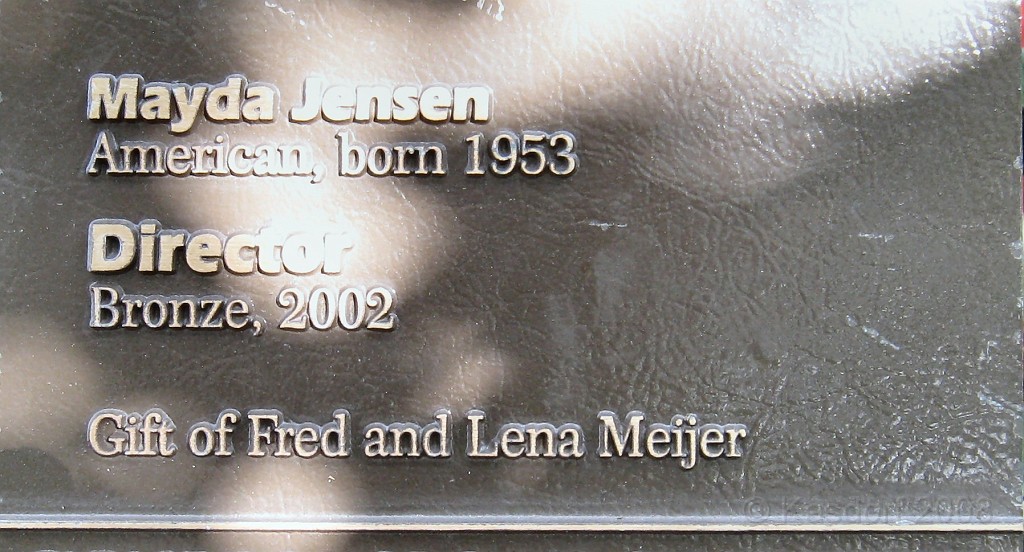 Mayda Jensen
American, born 1953
Director
Bronze, 2002
Gift of Fred and Lena Meijer